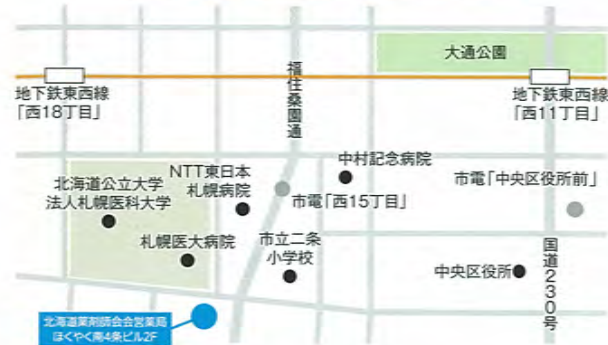 大通公園
福住桑園通
地下鉄東西線
「西18丁目」
地下鉄東西線
「西11丁目」
中村記念病院
NTT東日本
札幌病院
北海道公立大学
法人札幌医科大学
市電「西15丁目」
市電「中央区役所前」
札幌医大病院
市立二条
小学校
中央区役所
国道230号
北海道薬剤師会会営薬局
ほくやく南4条ビル2F